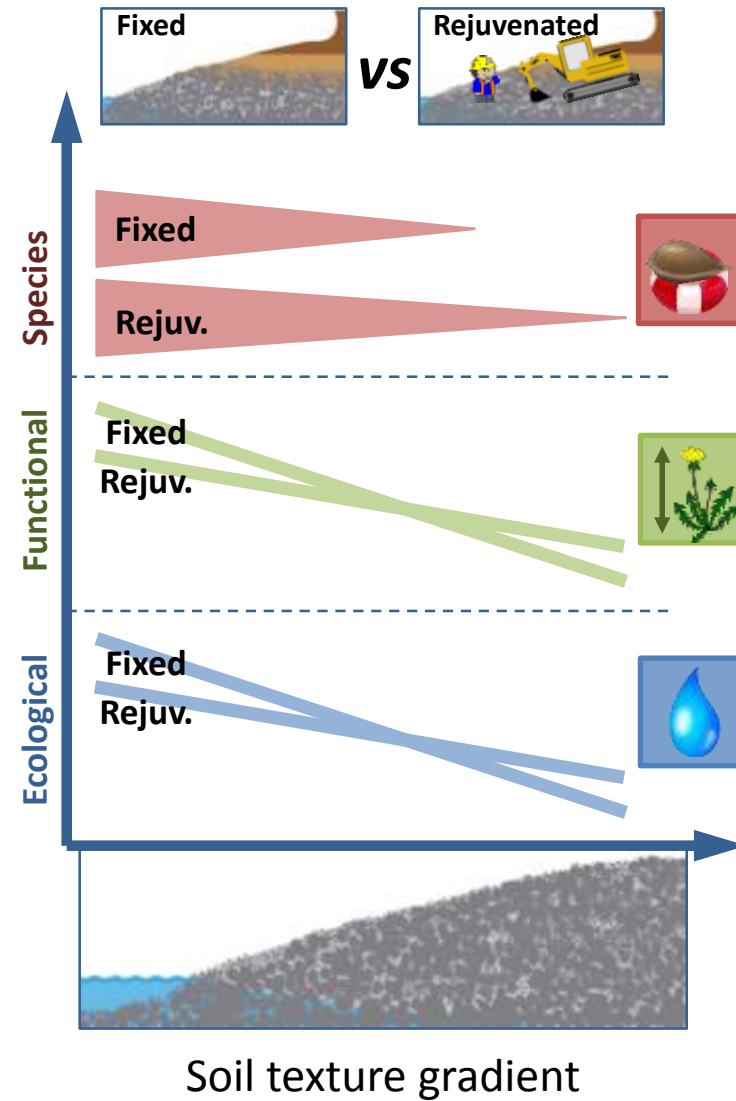 Fixed
VS
Rejuvenated
Species
Fixed
Rejuv.
Functional
Fixed
Rejuv.
Ecological
Fixed
Rejuv.
Soil texture gradient